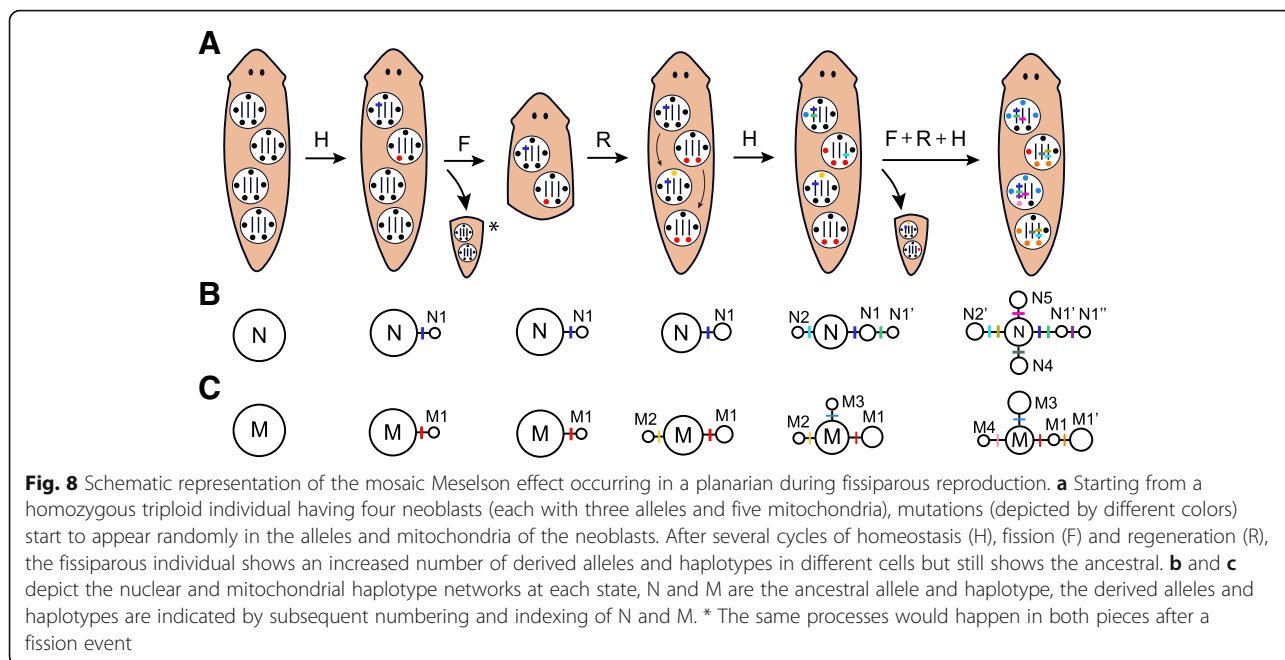 A
H
F
R
H
F + R + H
*
B
N
N N1
N N1
N N1
N2 N N1 N1'
N5
N2' N N1' N1''
N4
C
M
M M1
M M1
M2 M M1
M3
M2 M M1
M3
M4 M M1 M1'
Fig. 8 Schematic representation of the mosaic Meselson effect occurring in a planarian during fissiparous reproduction. a Starting from a
homozygous triploid individual having four neoblasts (each with three alleles and five mitochondria), mutations (depicted by different colors)
start to appear randomly in the alleles and mitochondria of the neoblasts. After several cycles of homeostasis (H), fission (F) and regeneration (R),
the fissiparous individual shows an increased number of derived alleles and haplotypes in different cells but still shows the ancestral. b and c
depict the nuclear and mitochondrial haplotype networks at each state, N and M are the ancestral allele and haplotype, the derived alleles and
haplotypes are indicated by subsequent numbering and indexing of N and M. * The same processes would happen in both pieces after a
fission event